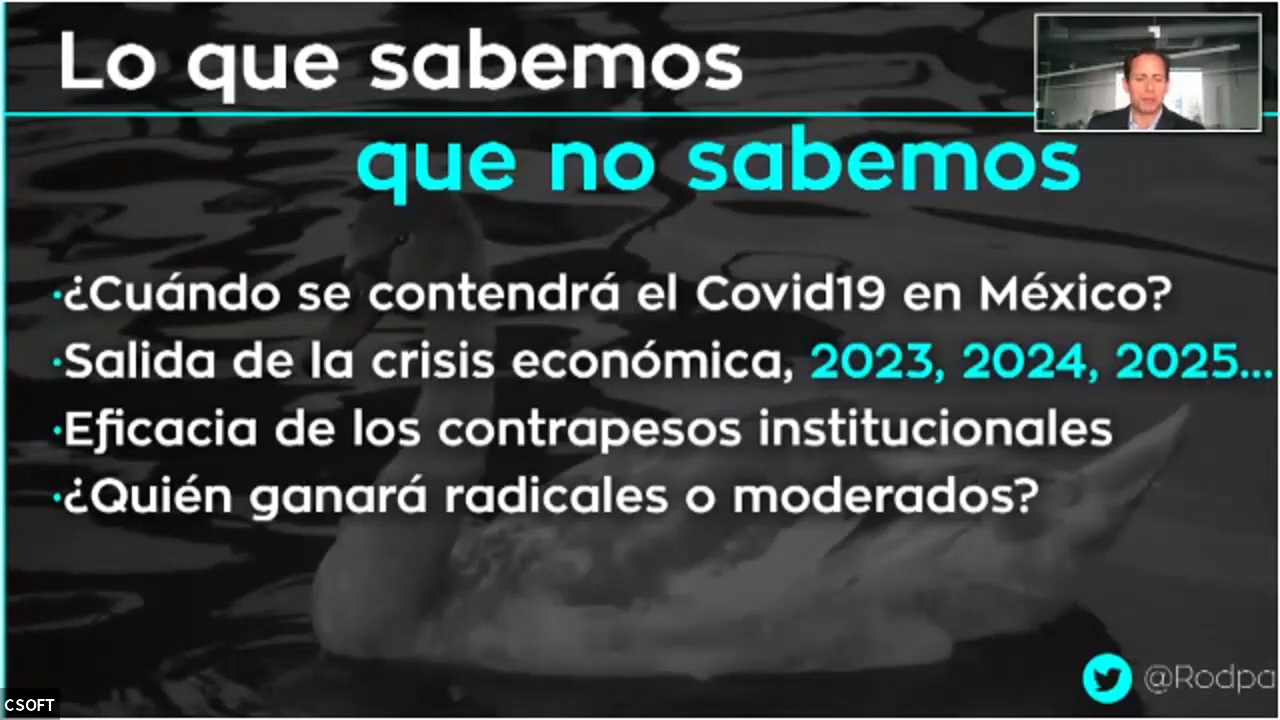 Lo que sabemos
que no sabemos
·¿Cuándo se contendrá el Covid19 en México?
·Salida de la crisis económica, 2023, 2024, 2025...
·Eficacia de los contrapesos institucionales
·¿Quién ganará radicales o moderados?
@Rodpa
CSOFT